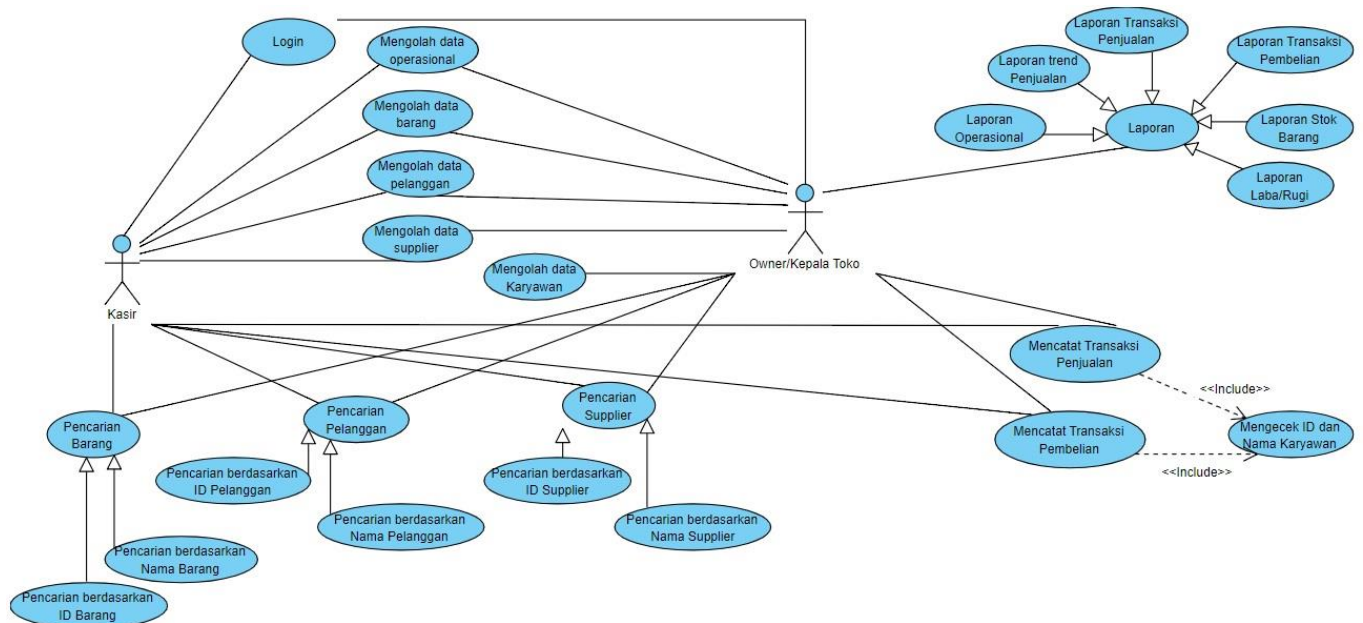 Login
Mengolah data
operasional
Mengolah data
barang
Mengolah data
pelanggan
Mengolah data
supplier
Mengolah data
Karyawan
Kasir
Owner/Kepala Toko
Laporan Transaksi
Penjualan
Laporan Transaksi
Pembelian
Laporan trend
Penjualan
Laporan
Operasional
Laporan
Laporan Stok
Barang
Laporan
Laba/Rugi
Mencatat Transaksi
Penjualan
<<Include>>
Mencatat Transaksi
Pembelian
<<Include>>
Mengecek ID dan
Nama Karyawan
Pencarian
Barang
Pencarian
Pelanggan
Pencarian
Supplier
Pencarian berdasarkan
ID Pelanggan
Pencarian berdasarkan
Nama Pelanggan
Pencarian berdasarkan
ID Supplier
Pencarian berdasarkan
Nama Supplier
Pencarian berdasarkan
Nama Barang
Pencarian berdasarkan
ID Barang